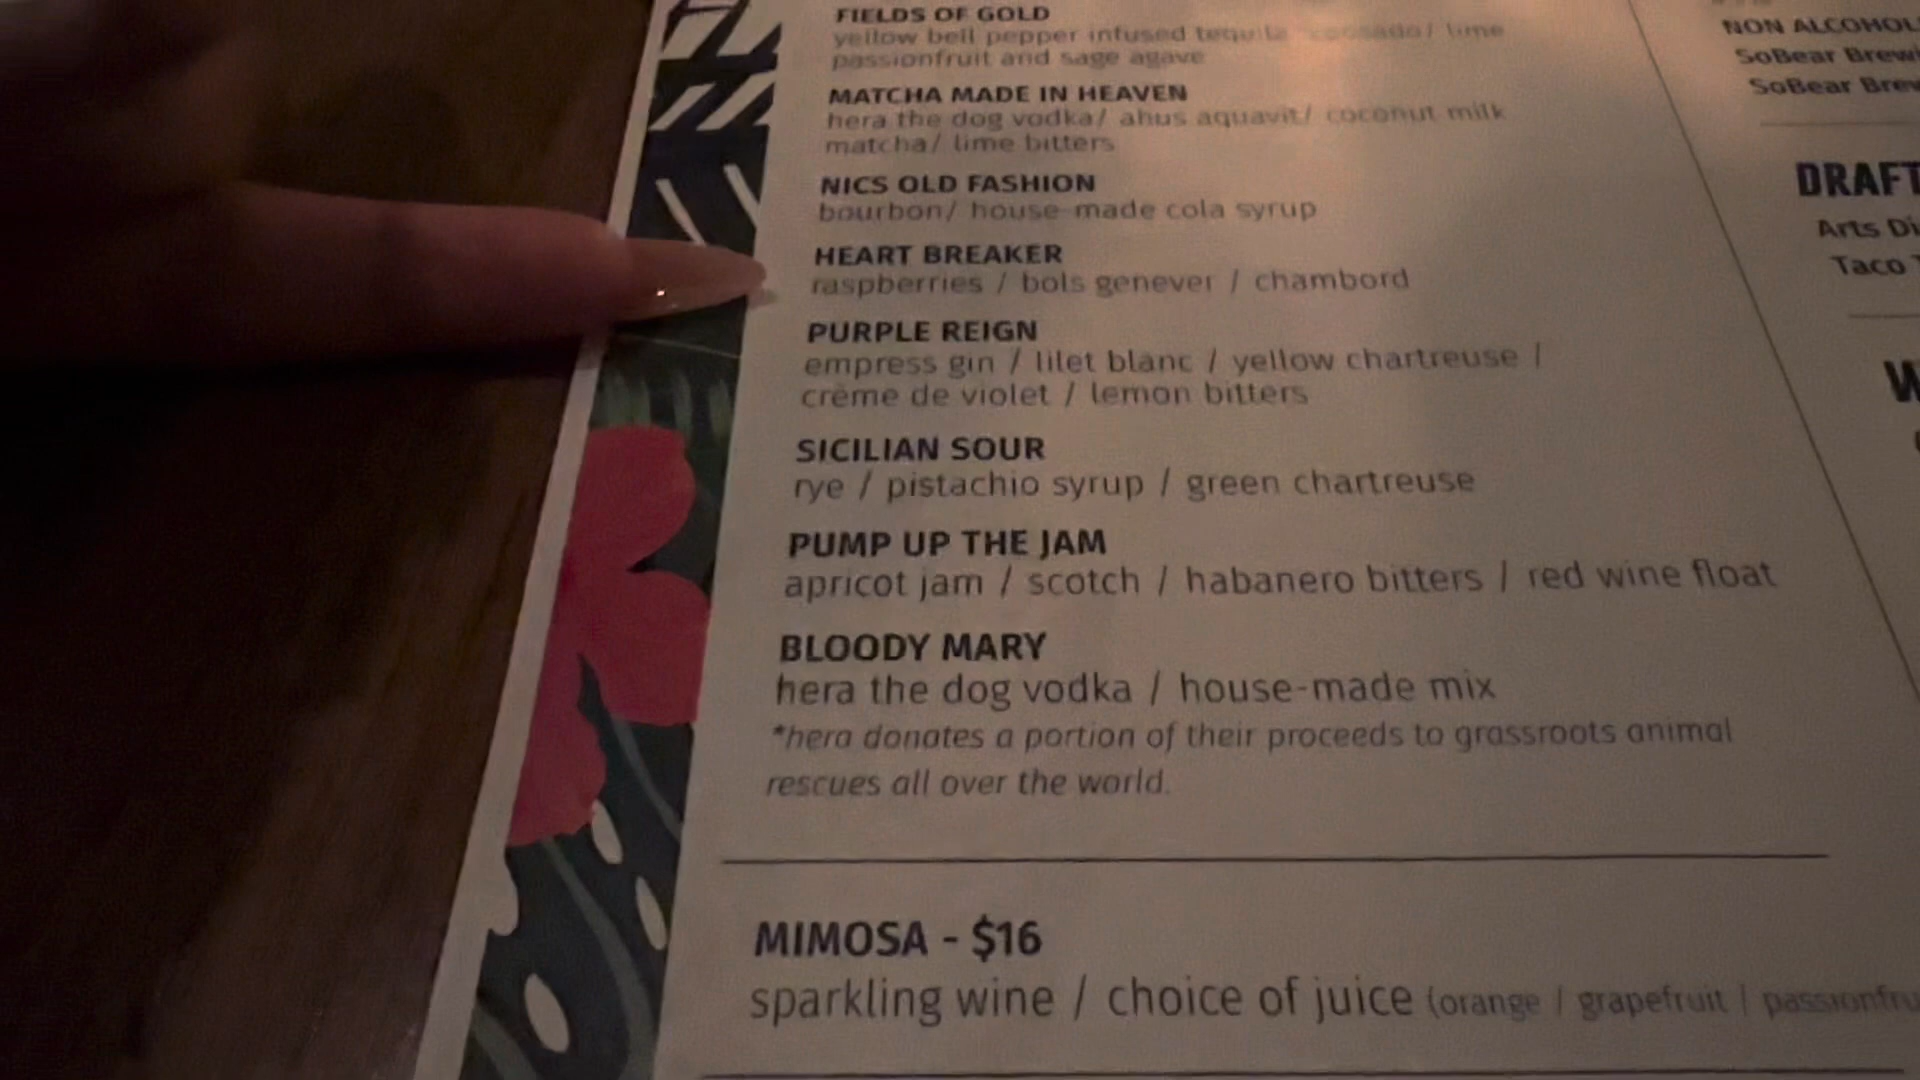 FIELDS OF GOLD
yellow bell pepper infused tequila lime
passionfruit and sage agave
MATCHA MADE IN HEAVEN
hera the dog vodka/ ahus aquavit/ coconut milk
matcha/ lime bitters
NICS OLD FASHION
bourbon/ house-made cola syrup
HEART BREAKER
raspberries / bols genever / chambord
PURPLE REIGN
empress gin / lilet blanc / yellow chartreuse /
crème de violet / lemon bitters
SICILIAN SOUR
rye / pistachio syrup / green chartreuse
PUMP UP THE JAM
apricot jam / scotch / habanero bitters / red wine float
BLOODY MARY
hera the dog vodka / house-made mix
*hera donates a portion of their proceeds to grassroots animal
rescues all over the world.
MIMOSA - $16
sparkling wine / choice of juice (orange / grapefruit / passionfru
NON ALCOHOL
SoBear Brewi
SoBear Brew
DRAFT
Arts Di
Taco T
W